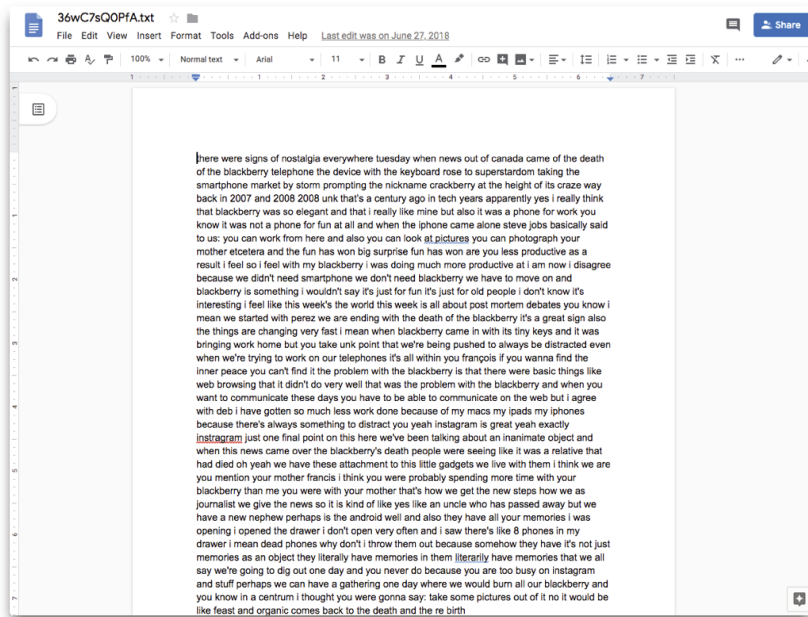 36wC7sQ0PfA.txt
File Edit View Insert Format Tools Add-ons Help Last edit was on June 27, 2018
Share
100% Normal text Arial 11 B I U A
1 1 2 3 4 5 6 7
there were signs of nostalgia everywhere tuesday when news out of canada came of the death
of the blackberry telephone the device with the keyboard rose to superstardom taking the
smartphone market by storm prompting the nickname crackberry at the height of its craze way
back in 2007 and 2008 2008 unk that's a century ago in tech years apparently yes i really think
that blackberry was so elegant and that i really like mine but also it was a phone for work you
know it was not a phone for fun at all and when the iphone came alone steve jobs basically said
to us: you can work from here and also you can look at pictures you can photograph your
mother etcetera and the fun has won big surprise fun has won are you less productive as a
result i feel so i feel with my blackberry i was doing much more productive at i am now i disagree
because we didn't need smartphone we don't need blackberry we have to move on and
blackberry is something i wouldn't say it's just for fun it's just for old people i don't know it's
interesting i feel like this week's the world this week is all about post mortem debates you know i
mean we started with perez we are ending with the death of the blackberry it's a great sign also
the things are changing very fast i mean when blackberry came in with its tiny keys and it was
bringing work home but you take unk point that we're being pushed to always be distracted even
when we're trying to work on our telephones it's all within you françois if you wanna find the
inner peace you can't find it the problem with the blackberry is that there were basic things like
web browsing that it didn't do very well that was the problem with the blackberry and when you
want to communicate these days you have to be able to communicate on the web but i agree
with deb i have gotten so much less work done because of my macs my ipads my iphones
because there's always something to distract you yeah instagram is great yeah exactly
instragram just one final point on this here we've been talking about an inanimate object and
when this news came over the blackberry's death people were seeing like it was a relative that
had died oh yeah we have these attachment to this little gadgets we live with them i think we are
you mention your mother francis i think you were probably spending more time with your
blackberry than me you were with your mother that's how we get the new steps how we as
journalist we give the news so it is kind of like yes like an uncle who has passed away but we
have a new nephew perhaps is the android well and also they have all your memories i was
opening i opened the drawer i don't open very often and i saw there's like 8 phones in my
drawer i mean dead phones why don't i throw them out because somehow they have it's not just
memories as an object they literally have memories in them literarily have memories that we all
say we're going to dig out one day and you never do because you are too busy on instagram
and stuff perhaps we can have a gathering one day where we would burn all our blackberry and
you know in a centrum i thought you were gonna say: take some pictures out of it no it would be
like feast and organic comes back to the death and the re birth